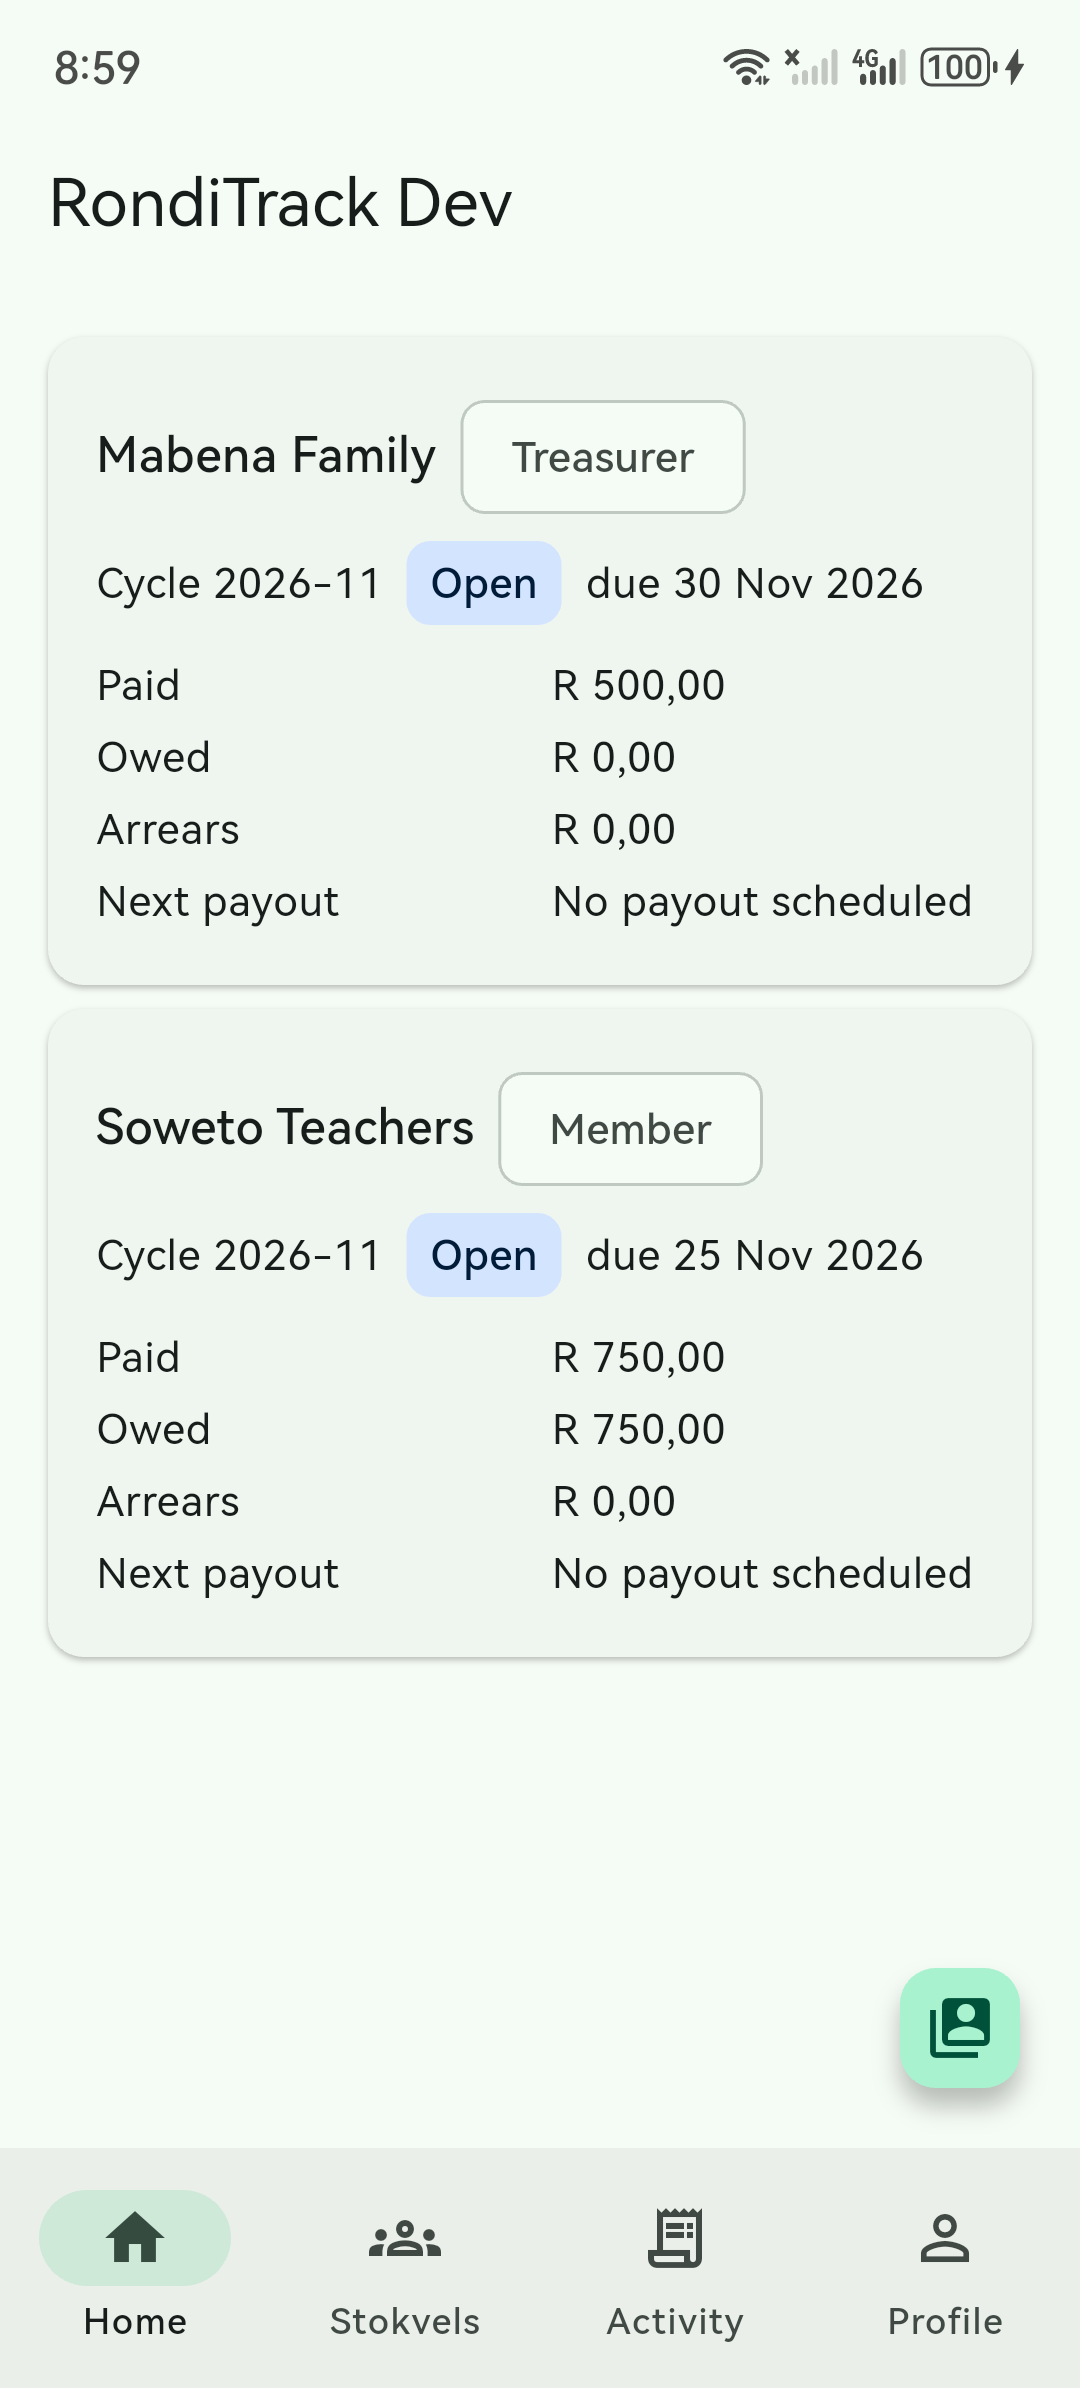 8:59
4G
100
RondiTrack Dev
Mabena Family Treasurer
Cycle 2026-11 Open due 30 Nov 2026
Paid R 500,00
Owed R 0,00
Arrears R 0,00
Next payout No payout scheduled
Soweto Teachers Member
Cycle 2026-11 Open due 25 Nov 2026
Paid R 750,00
Owed R 750,00
Arrears R 0,00
Next payout No payout scheduled
Home Stokvels Activity Profile